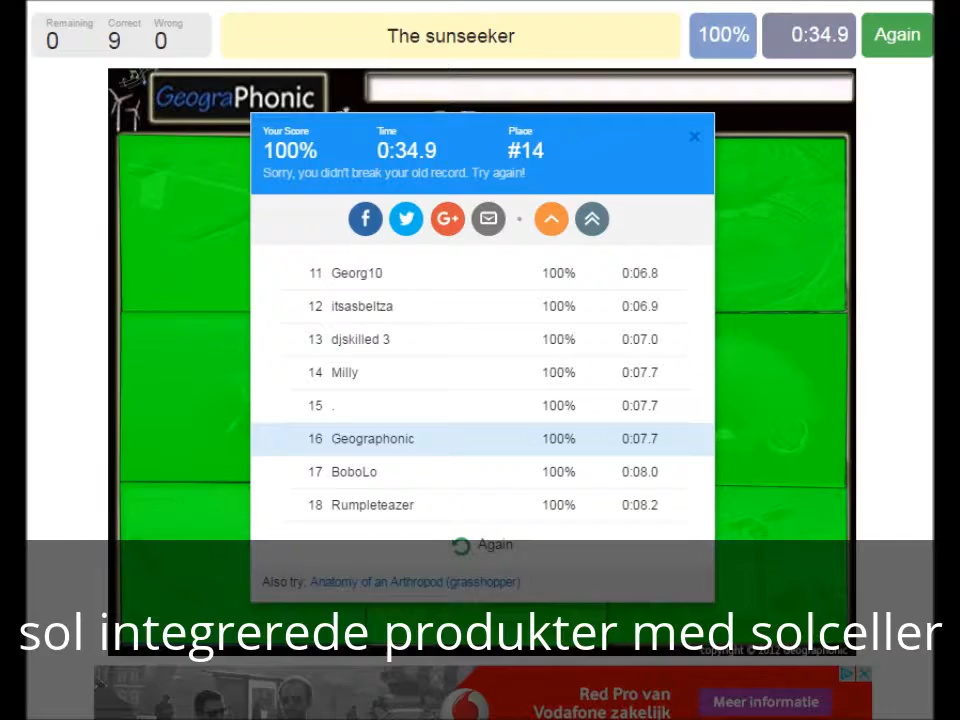 Remaining Correct Wrong
0 9 0
The sunseeker
100%
0:34.9
Again
GeograPhonic
Your Score Time Place
100% 0:34.9 #14
Sorry, you didn't break your old record. Try again!
11 Georg10 100% 0:06.8
12 itsasbeltza 100% 0:06.9
13 djskilled 3 100% 0:07.0
14 Milly 100% 0:07.7
15 . 100% 0:07.7
16 Geographonic 100% 0:07.7
17 BoboLo 100% 0:08.0
18 Rumpleteazer 100% 0:08.2
Again
Also try: Anatomy of an Arthropod (grasshopper)
sol integrerede produkter med solceller
copyright © 2012 Geographonic
Red Pro van
Vodafone zakelijk
Meer informatie